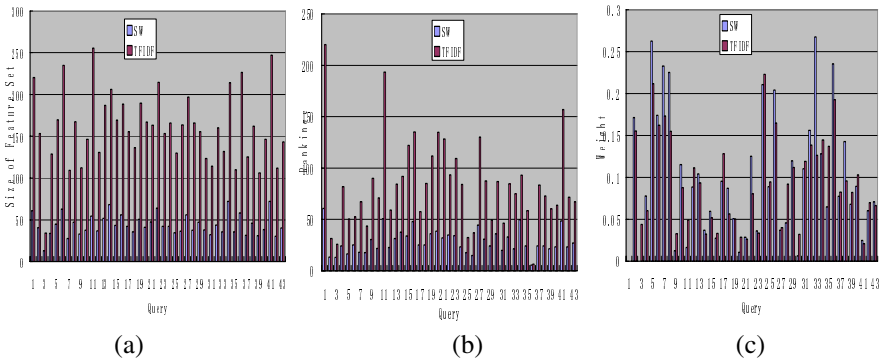 300
250
200
150
100
50
0
Size of Feature Set
SW
TFIDF
1 3 5 7 9 11 13 15 17 19 21 23 25 27 29 31 33 35 37 39 41 43
Query
(a)
250
200
150
100
50
0
Ranking
SW
TFIDF
1 3 5 7 9 11 13 15 17 19 21 23 25 27 29 31 33 35 37 39 41 43
Query
(b)
0.3
0.25
0.2
0.15
0.1
0.05
0
Weight
SW
TFIDF
1 3 5 7 9 11 13 15 17 19 21 23 25 27 29 31 33 35 37 39 41 43
Query
(c)